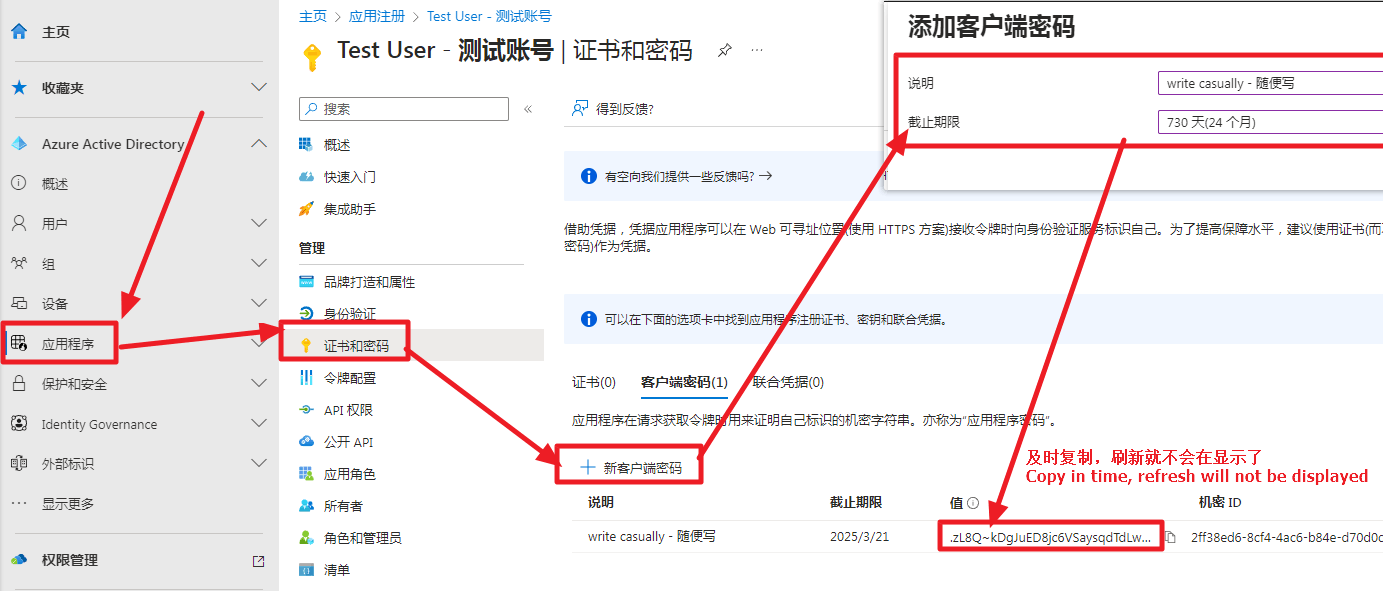 主页
收藏夹
Azure Active Directory
概述
用户
组
设备
应用程序
保护和安全
Identity Governance
外部标识
显示更多
权限管理
主页 > 应用注册 > Test User - 测试账号
Test User - 测试账号 | 证书和密码
搜索
概述
快速入门
集成助手
管理
品牌打造和属性
身份验证
证书和密码
令牌配置
API 权限
公开 API
应用角色
所有者
角色和管理员
清单
得到反馈?
有空向我们提供一些反馈吗? →
借助凭据，凭据应用程序可以在 Web 可寻址位置(使用 HTTPS 方案)接收令牌时向身份验证服务标识自己。为了提高保障水平，建议使用证书(而
密码)作为凭据。
可以在下面的选项卡中找到应用程序注册证书、密钥和联合凭据。
证书(0) 客户端密码(1) 联合凭据(0)
应用程序在请求获取令牌时用来证明自己标识的机密字符串。亦称为"应用程序密码"。
新客户端密码
说明 截止期限 值 机密 ID
write casually - 随便写 2025/3/21 .zL8Q~kDgJuED8jc6VSaysqdTdLw... 2ff38ed6-8cf4-4ac6-b84e-d70d0c
添加客户端密码
说明 write casually - 随便写
截止期限 730 天(24 个月)
及时复制，刷新就不会在显示了
Copy in time, refresh will not be displayed